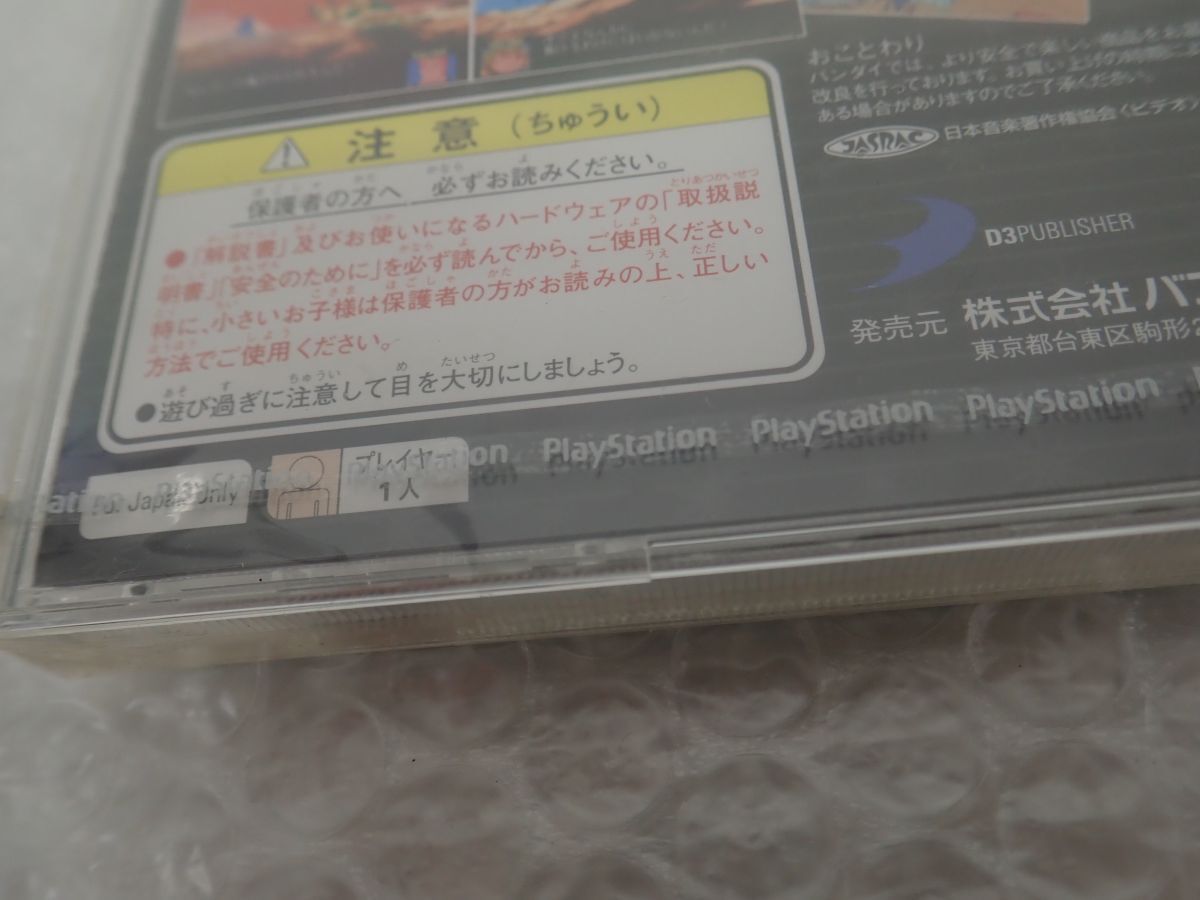 おことわり
バンダイでは、より安全で楽しい商品をお
改良を行っております。お買い上げの
ある場合がありますのでご了承ください。
JASRAC
日本音楽著作権協会〈ビデオ〉
注意(ちゅうい)
保護者の方へ 必ずお読みください。
●「解説書」及びお使いになるハードウェアの「取扱説
明書」「安全のために」を必ず読んでから、ご使用ください。
特に、小さいお子様は保護者の方がお読みの上、正しい
方法でご使用ください。
●遊び過ぎに注意して目を大切にしましょう。
D3PUBLISHER
発売元 株式会社 バ
東京都台東区駒形
PlayStation PlayStation PlayStation PlayStation PlayStation
For Japan Only
プレイヤー
1人